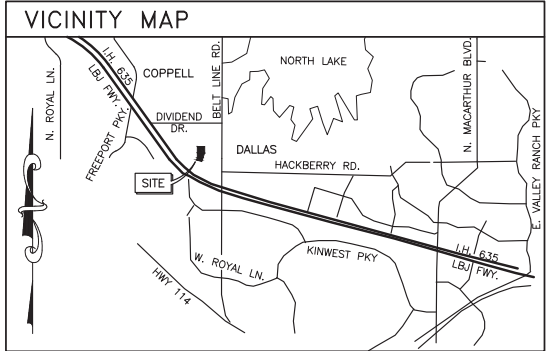 VICINITY MAP
N. ROYAL LN.
FREEPORT PKY.
I.H. 635
LBJ FWY.
COPPELL
BELT LINE RD.
DIVIDEND
DR.
NORTH LAKE
N. MACARTHUR BLVD.
E. VALLEY RANCH PKY
DALLAS
HACKBERRY RD.
SITE
W. ROYAL LN.
KINWEST PKY
HWY 114
I.H. 635
LBJ FWY.